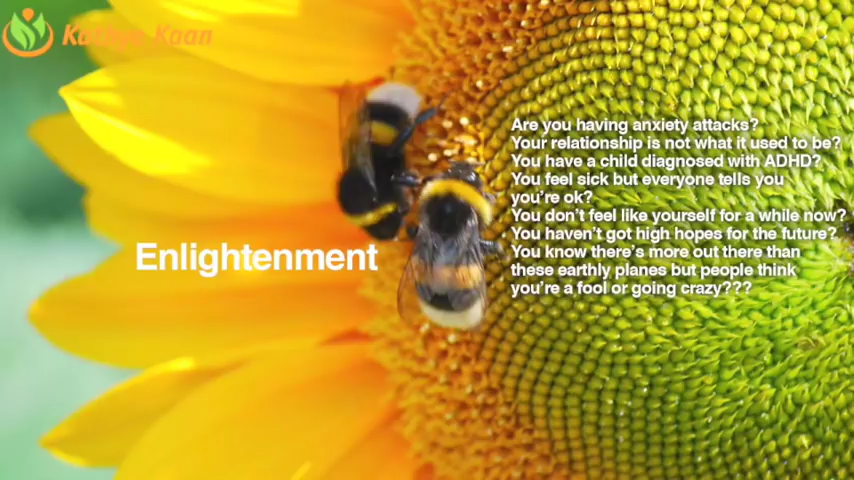 Kathya Kaan
Enlightenment
Are you having anxiety attacks?
Your relationship is not what it used to be?
You have a child diagnosed with ADHD?
You feel sick but everyone tells you
you're ok?
You don't feel like yourself for a while now?
You haven't got high hopes for the future?
You know there's more out there than
these earthly planes but people think
you're a fool or going crazy???